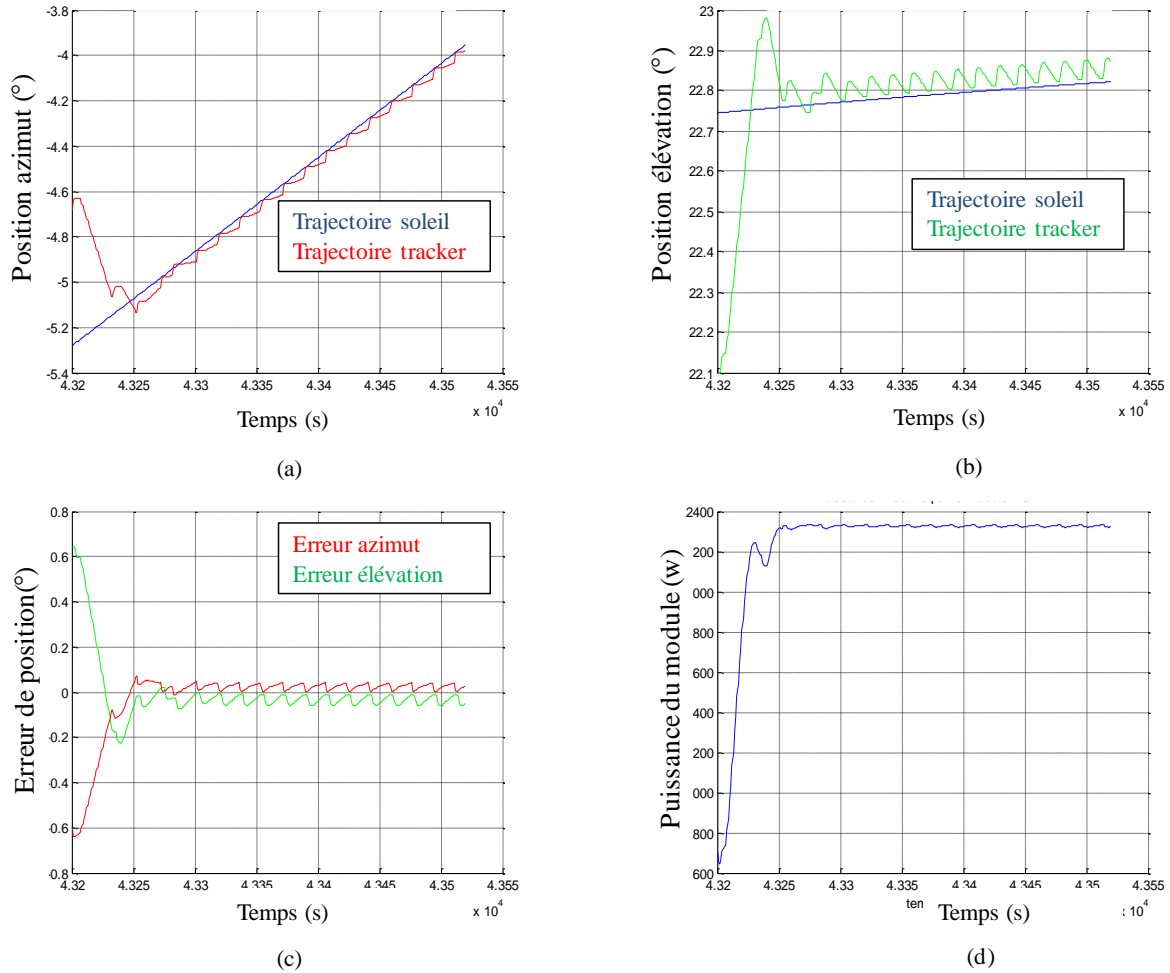 -3.8
-4
-4.2
-4.4
-4.6
-4.8
-5
-5.2
-5.4
Position azimut (°)
Trajectoire soleil
Trajectoire tracker
4.32 4.325 4.33 4.335 4.34 4.345 4.35 4.355
x 10⁴
Temps (s)
(a)
23
22.9
22.8
22.7
22.6
22.5
22.4
22.3
22.2
22.1
Position élévation (°)
Trajectoire soleil
Trajectoire tracker
4.32 4.325 4.33 4.335 4.34 4.345 4.35 4.355
x 10⁴
Temps (s)
(b)
0.8
0.6
0.4
0.2
0
-0.2
-0.4
-0.6
-0.8
Erreur de position(°)
Erreur azimut
Erreur élévation
4.32 4.325 4.33 4.335 4.34 4.345 4.35 4.355
x 10⁴
Temps (s)
(c)
2400
200
000
800
600
400
200
000
800
600
Puissance du module (w)
4.32 4.325 4.33 4.335 4.34 4.345 4.35 4.355
x 10⁴
ten Temps (s)
(d)